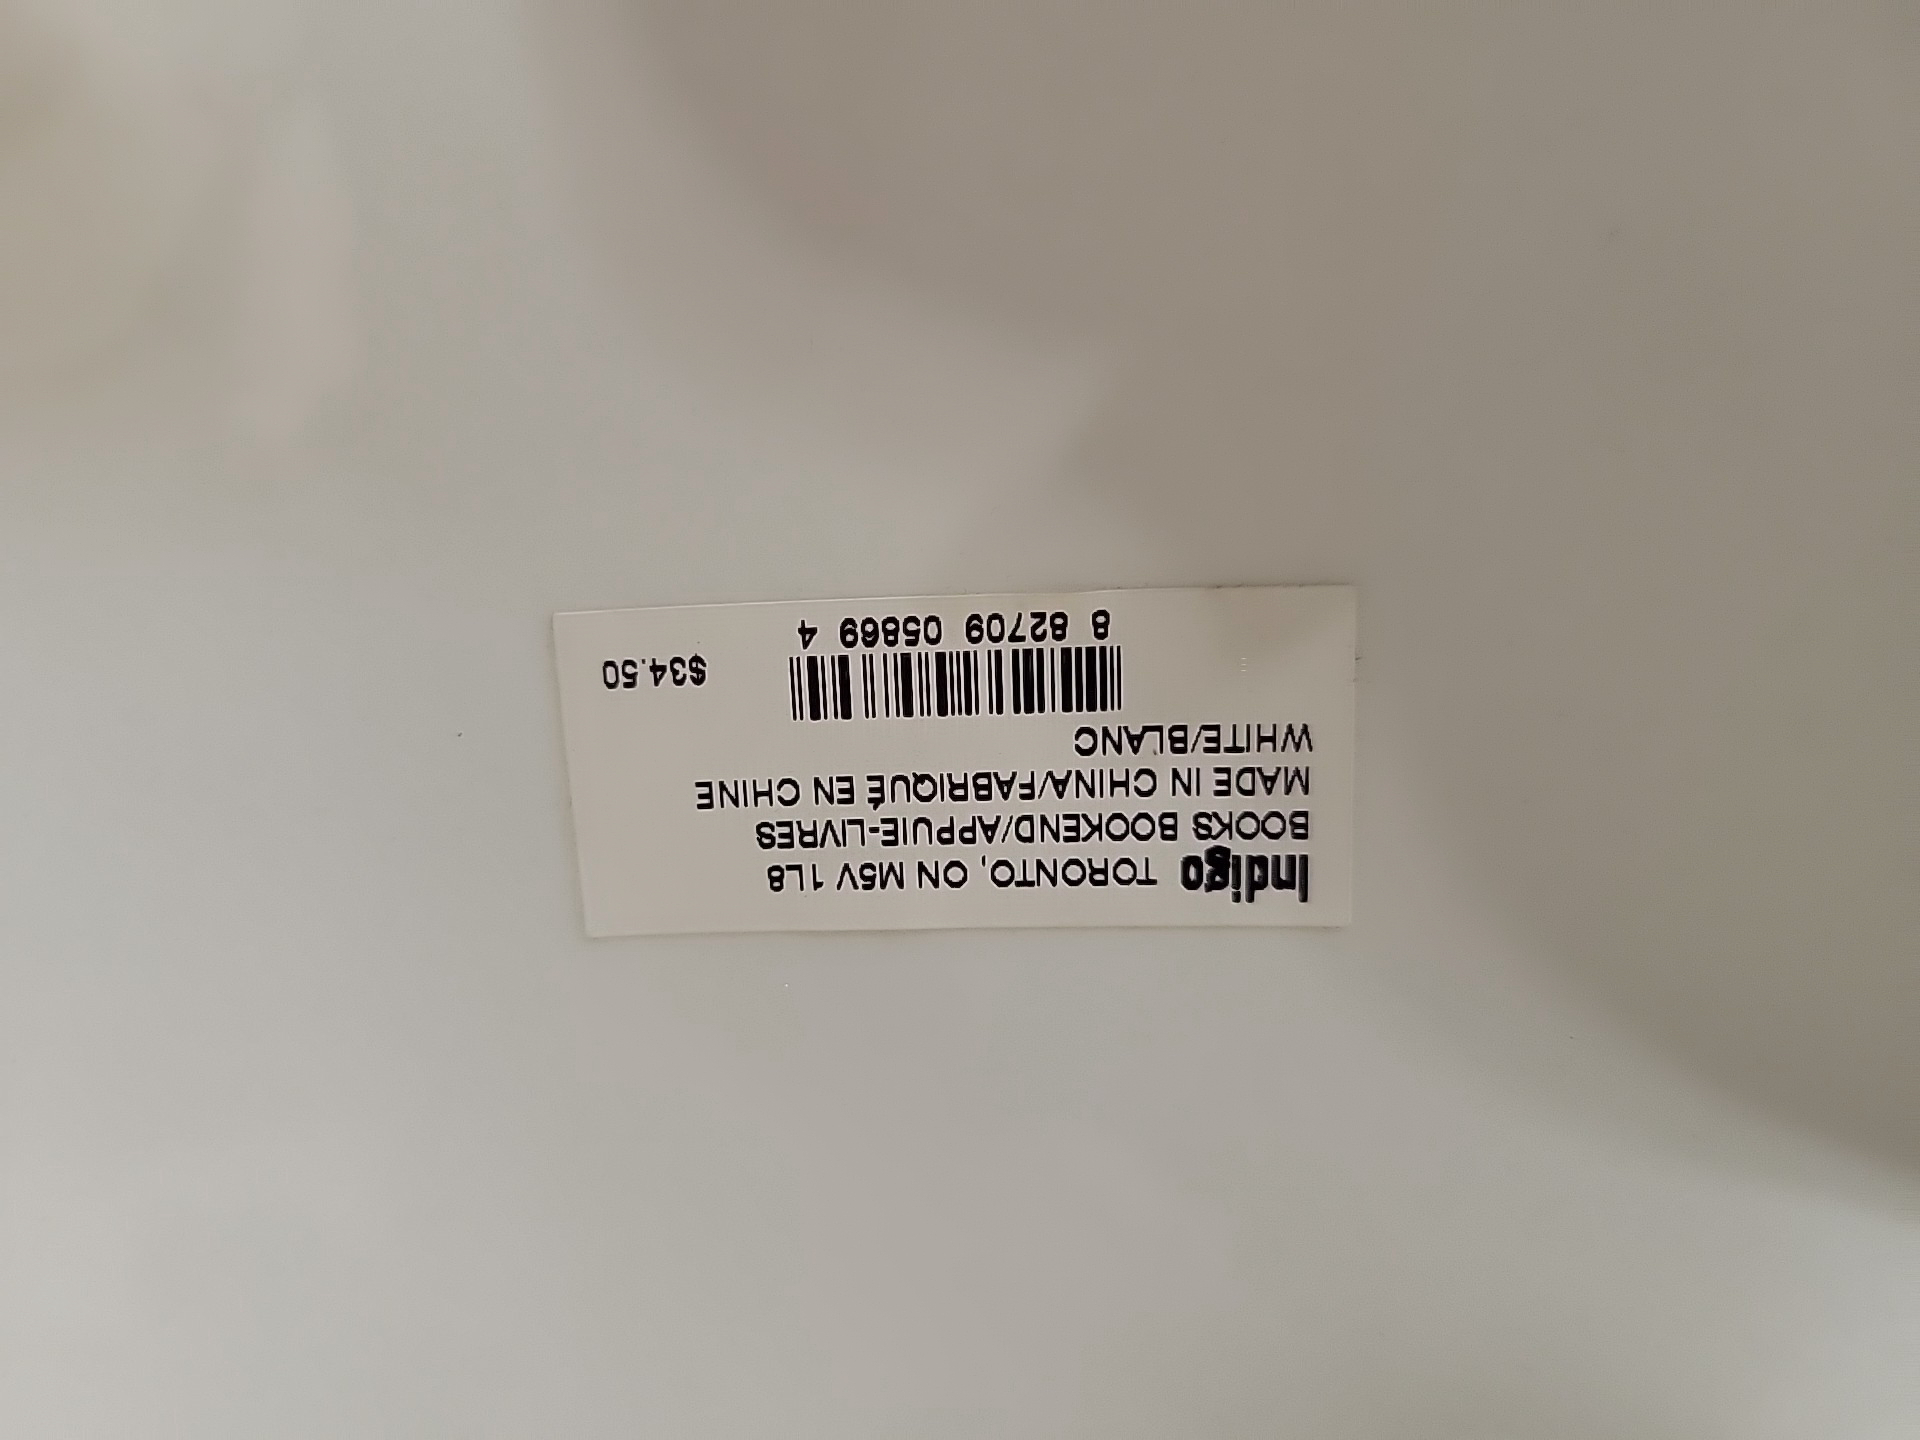 Indigo TORONTO, ON M5V 1L8
BOOKS BOOKEND/APPUIE-LIVRES
MADE IN CHINA/FABRIQUÉ EN CHINE
WHITE/BLANC
$34.50
8 82709 05869 4